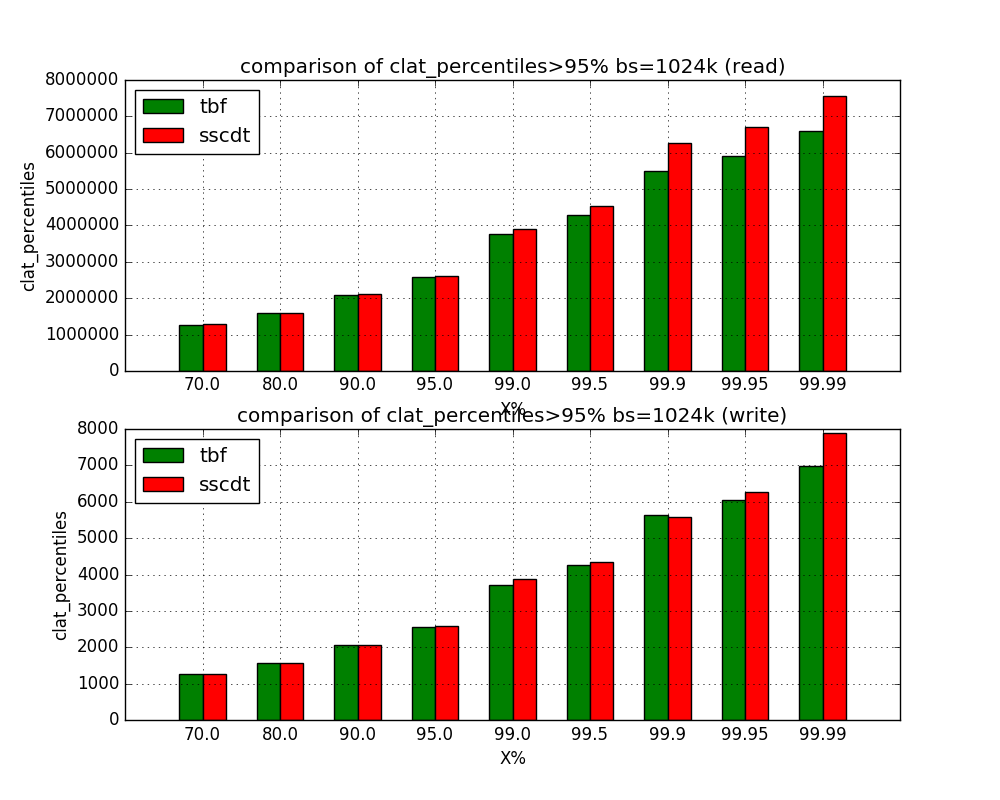 comparison of clat_percentiles>95% bs=1024k (read)
8000000
7000000
6000000
5000000
4000000
3000000
2000000
1000000
0
clat_percentiles
tbf
sscdt
70.0 80.0 90.0 95.0 99.0 99.5 99.9 99.95 99.99
X%
comparison of clat_percentiles>95% bs=1024k (write)
8000
7000
6000
5000
4000
3000
2000
1000
0
clat_percentiles
tbf
sscdt
70.0 80.0 90.0 95.0 99.0 99.5 99.9 99.95 99.99
X%